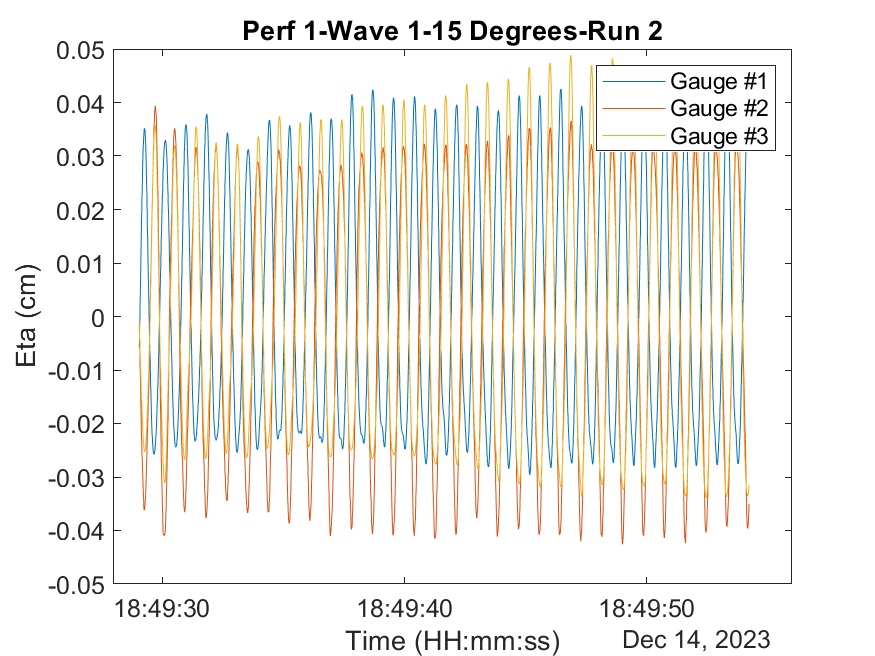 Perf 1-Wave 1-15 Degrees-Run 2
0.05
0.04
0.03
0.02
0.01
0
-0.01
-0.02
-0.03
-0.04
-0.05
Eta (cm)
Gauge #1
Gauge #2
Gauge #3
18:49:30 18:49:40 18:49:50
Time (HH:mm:ss)
Dec 14, 2023